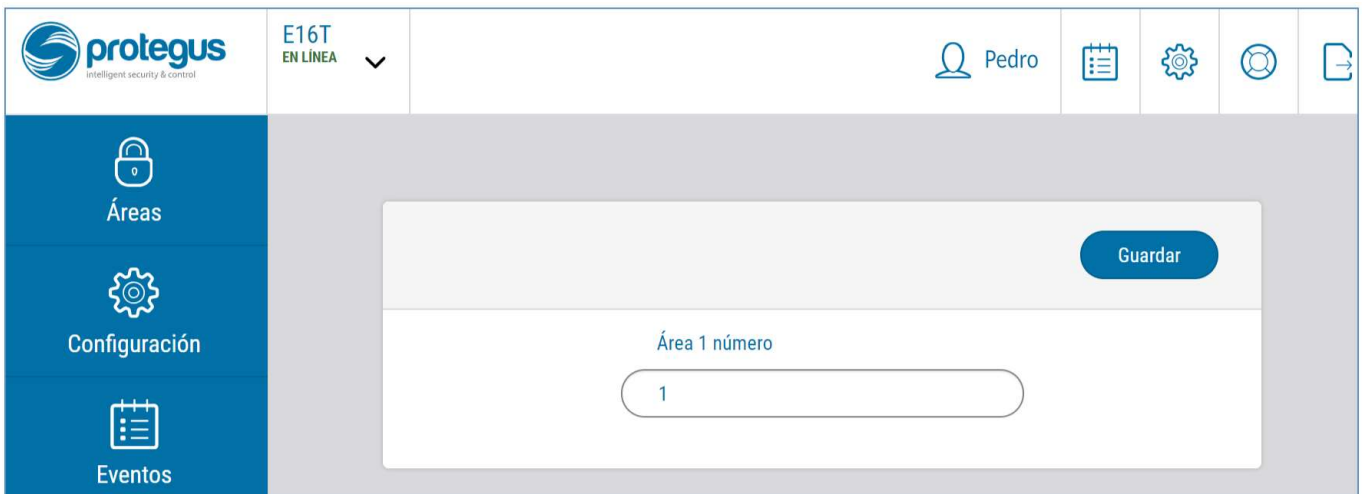 protegus
intelligent security & control
E16T
EN LÍNEA
Pedro
Áreas
Configuración
Eventos
Guardar
Área 1 número
1